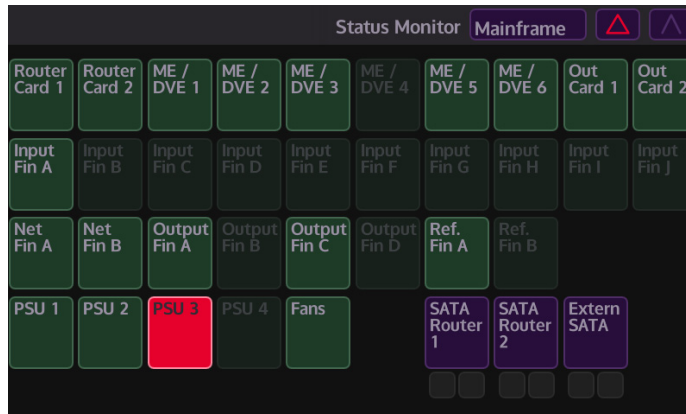 Status Monitor Mainframe
Router Card 1
Router Card 2
ME / DVE 1
ME / DVE 2
ME / DVE 3
ME / DVE 4
ME / DVE 5
ME / DVE 6
Out Card 1
Out Card 2
Input Fin A
Input Fin B
Input Fin C
Input Fin D
Input Fin E
Input Fin F
Input Fin G
Input Fin H
Input Fin I
Input Fin J
Net Fin A
Net Fin B
Output Fin A
Output Fin B
Output Fin C
Output Fin D
Ref. Fin A
Ref. Fin B
PSU 1
PSU 2
PSU 3
PSU 4
Fans
SATA Router 1
SATA Router 2
Extern SATA